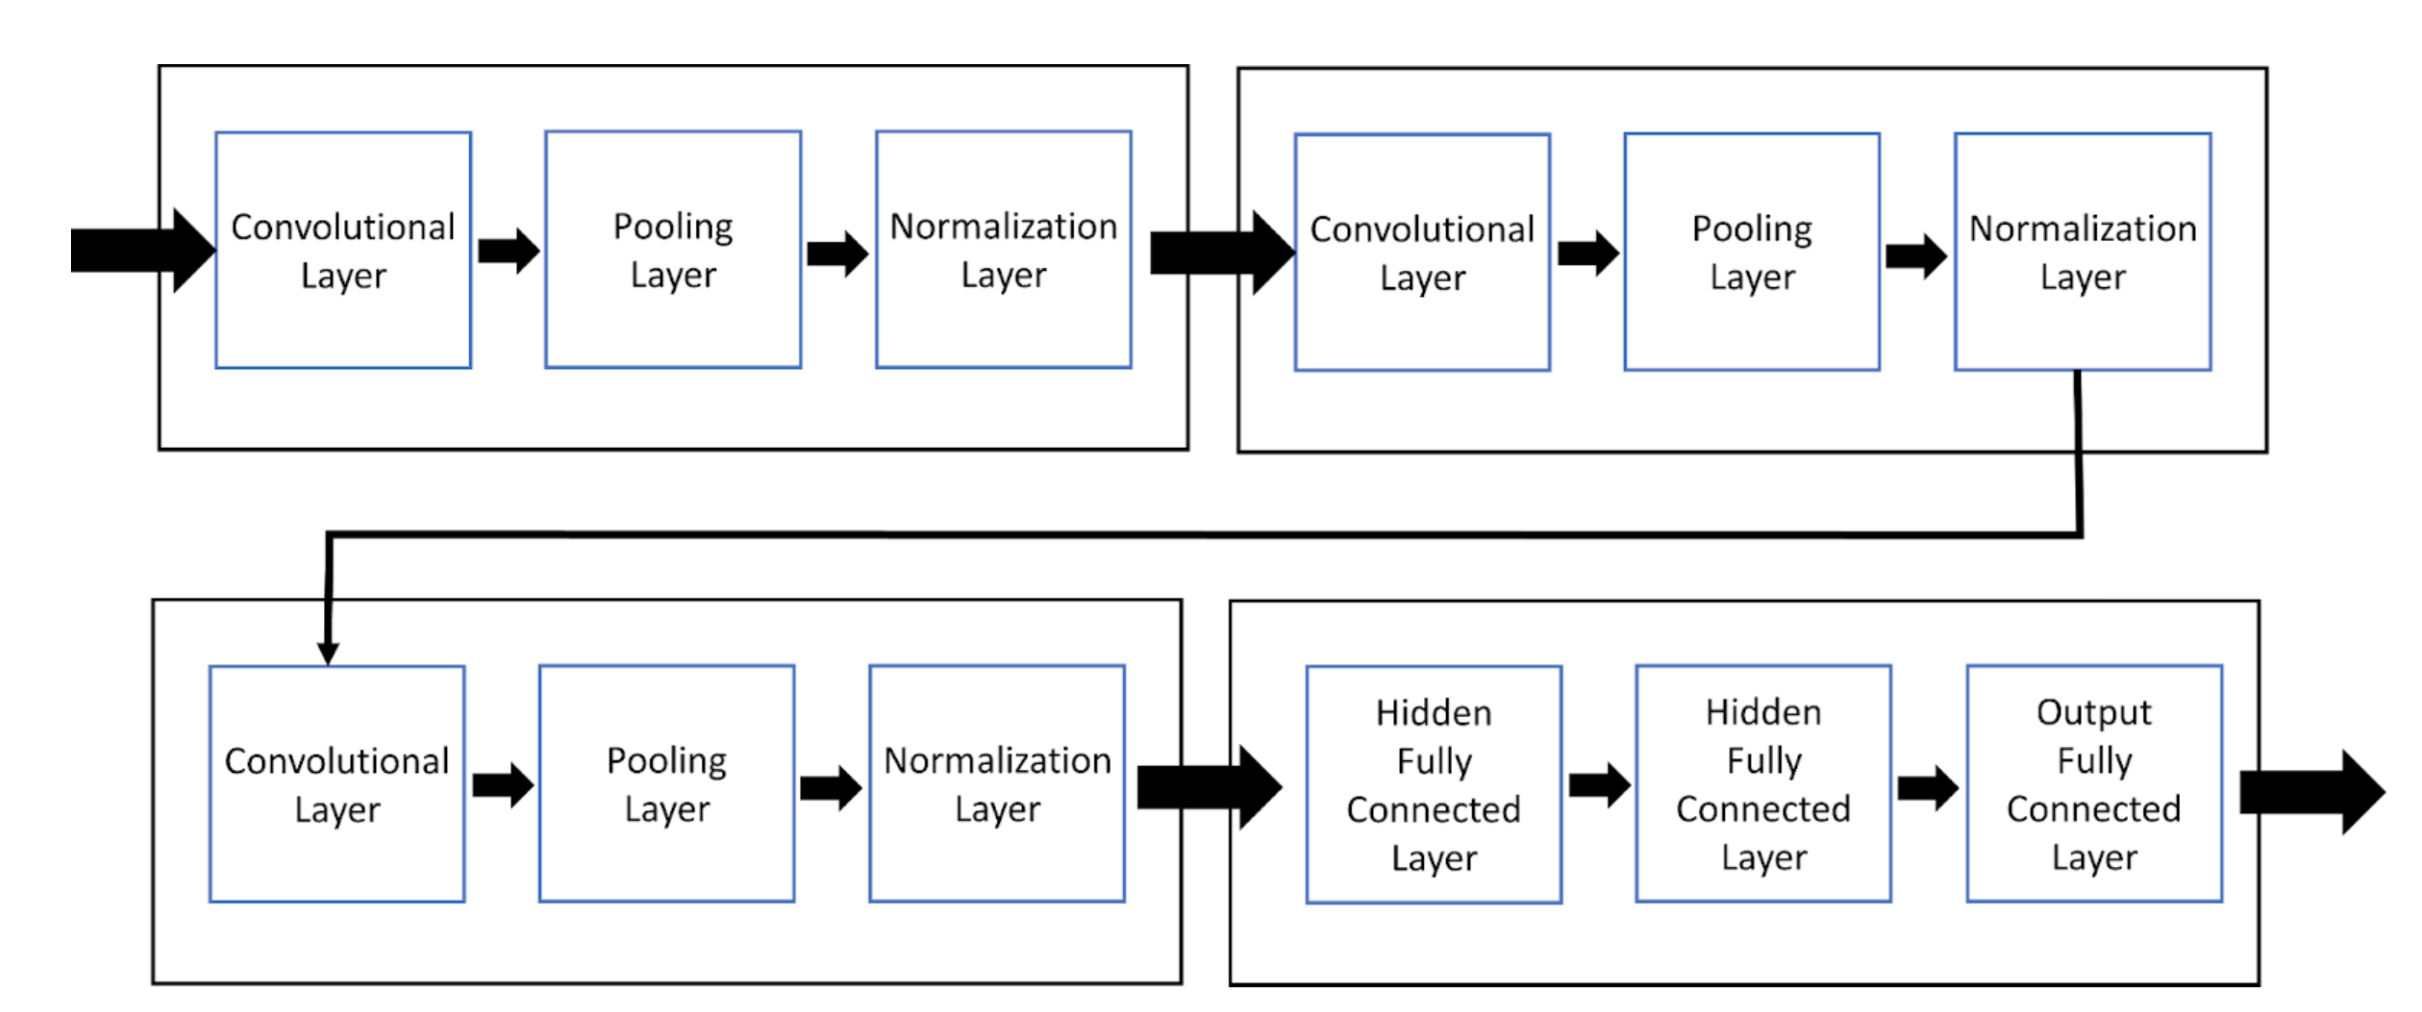 Convolutional
Layer
Pooling
Layer
Normalization
Layer
Convolutional
Layer
Pooling
Layer
Normalization
Layer
Convolutional
Layer
Pooling
Layer
Normalization
Layer
Hidden
Fully
Connected
Layer
Hidden
Fully
Connected
Layer
Output
Fully
Connected
Layer